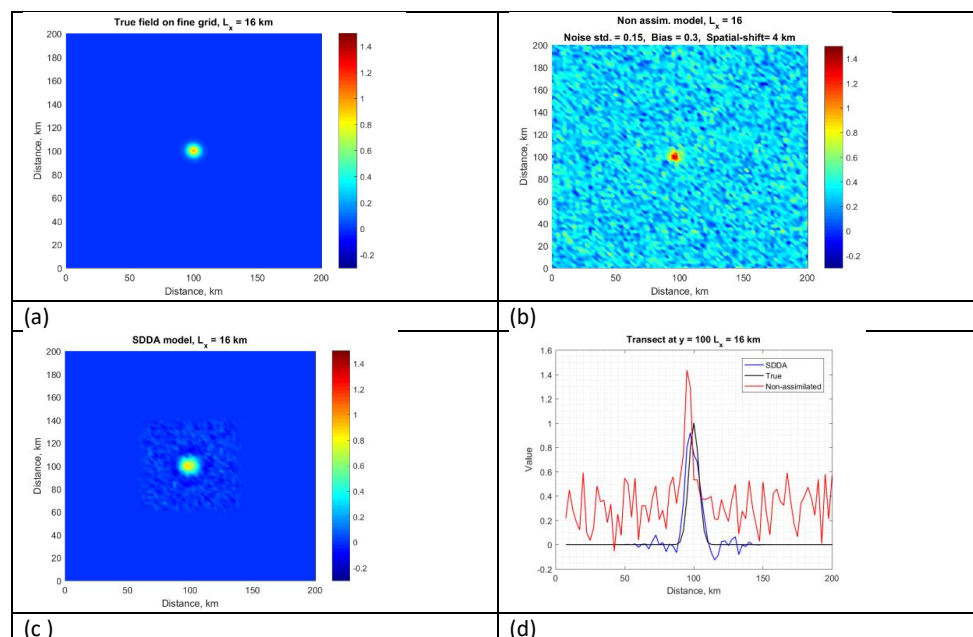 True field on fine grid, Lx = 16 km
Distance, km
200
180
160
140
120
100
80
60
40
20
0
0 50 100 150 200
Distance, km
1.4
1.2
1
0.8
0.6
0.4
0.2
0
-0.2
(a)
Non assim. model, Lx = 16
Noise std. = 0.15, Bias = 0.3, Spatial-shift= 4 km
Distance, km
200
180
160
140
120
100
80
60
40
20
0
0 50 100 150 200
Distance, km
1.4
1.2
1
0.8
0.6
0.4
0.2
0
-0.2
(b)
SDDA model, Lx = 16 km
Distance, km
200
180
160
140
120
100
80
60
40
20
0
0 50 100 150 200
Distance, km
1.4
1.2
1
0.8
0.6
0.4
0.2
0
-0.2
(c )
Transect at y = 100 Lx = 16 km
Value
1.6
1.4
1.2
1
0.8
0.6
0.4
0.2
0
-0.2
0 50 100 150 200
Distance, km
SDDA
True
Non-assimilated
(d)